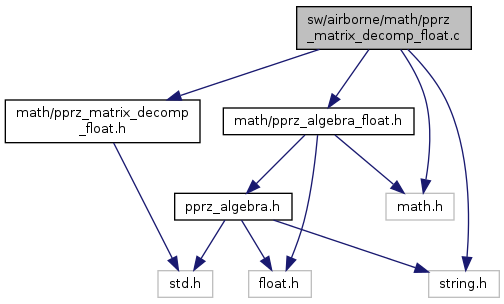 sw/airborne/math/pprz
_matrix_decomp_float.c
math/pprz_matrix_decomp
_float.h
math/pprz_algebra_float.h
pprz_algebra.h
math.h
std.h
float.h
string.h